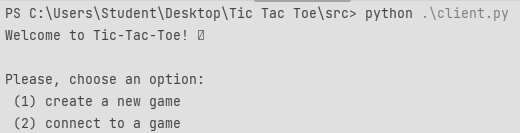 PS C:\Users\Student\Desktop\Tic Tac Toe\src> python .\client.py
Welcome to Tic-Tac-Toe! 
Please, choose an option:
(1) create a new game
(2) connect to a game